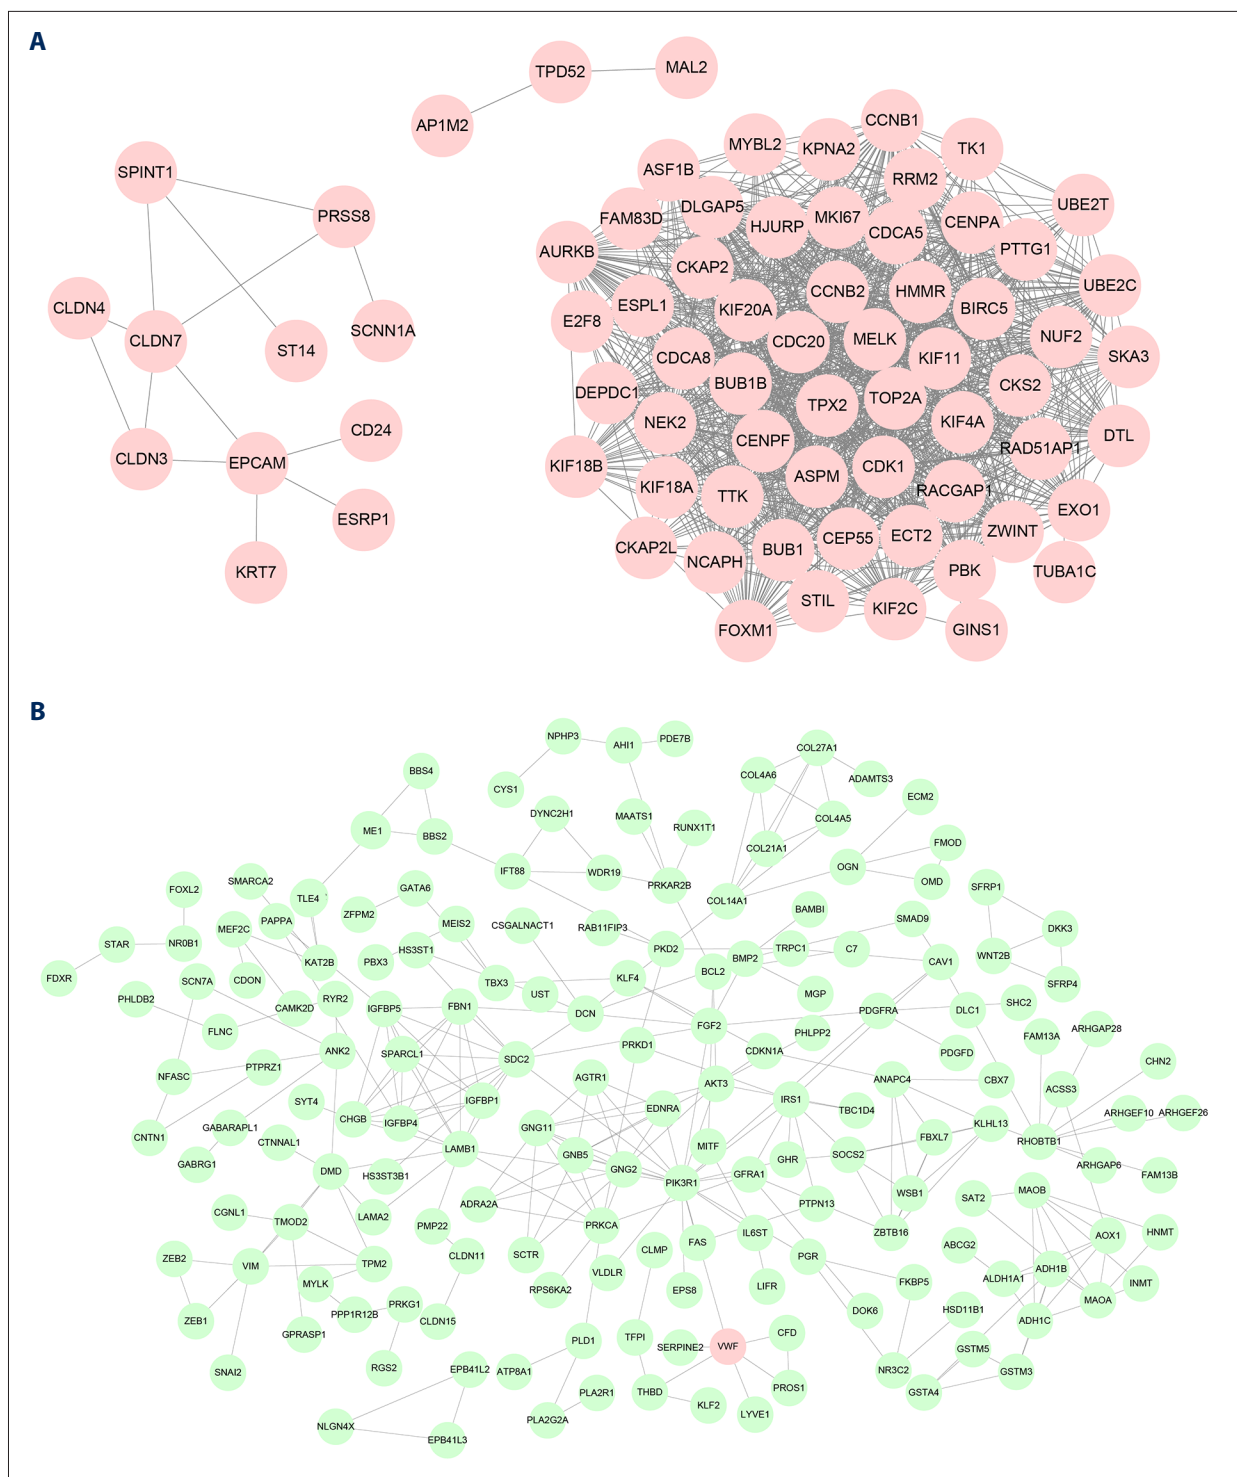 A
TPD52
MAL2
AP1M2
CCNB1
MYBL2
KPNA2
TK1
SPINT1
ASF1B
RRM2
PRSS8
FAM83D
DLGAP5
HJURP
MKI67
CDCA5
CENPA
UBE2T
AURKB
PTTG1
CKAP2
CCNB2
HMMR
UBE2C
CLDN4
ESPL1
KIF20A
BIRC5
E2F8
CLDN7
SCNN1A
ST14
CDC20
MELK
NUF2
CDCA8
KIF11
SKA3
BUB1B
CKS2
DEPDC1
TPX2
TOP2A
NEK2
KIF4A
CD24
CENPF
RAD51AP1
DTL
CLDN3
EPCAM
KIF18B
CDK1
ASPM
KIF18A
TTK
RACGAP1
EXO1
ESRP1
ZWINT
CKAP2L
BUB1
CEP55
ECT2
NCAPH
KRT7
PBK
TUBA1C
STIL
KIF2C
FOXM1
GINS1
B
NPHP3
AHI1
PDE7B
COL27A1
BBS4
COL4A6
ADAMTS3
CYS1
ECM2
DYNC2H1
MAATS1
RUNX1T1
COL4A5
ME1
BBS2
COL21A1
FMOD
IFT88
WDR19
PRKAR2B
OGN
OMD
SMARCA2
FOXL2
GATA6
SFRP1
TLE4
COL14A1
ZFPM2
BAMBI
PAPPA
MEF2C
MEIS2
CSGALNACT1
RAB11FIP3
SMAD9
DKK3
STAR
NR0B1
HS3ST1
PKD2
TRPC1
C7
PBX3
KAT2B
BMP2
CAV1
WNT2B
FDXR
SCN7A
CDON
TBX3
UST
KLF4
BCL2
SFRP4
PHLDB2
RYR2
MGP
CAMK2D
IGFBP5
FBN1
DCN
PDGFRA
DLC1
SHC2
FLNC
FGF2
PHLPP2
ARHGAP28
ANK2
SPARCL1
SDC2
PRKD1
CDKN1A
PDGFD
FAM13A
PTPRZ1
CHN2
NFASC
AGTR1
AKT3
ANAPC4
CBX7
ACSS3
SYT4
IGFBP1
IRS1
TBC1D4
EDNRA
CHGB
IGFBP4
ARHGEF10
ARHGEF26
GABARAPL1
GNG11
KLHL13
CNTN1
CTNNAL1
LAMB1
GNB5
MITF
FBXL7
RHOBTB1
GABRG1
HS3ST3B1
GNG2
GHR
SOCS2
ARHGAP6
DMD
PIK3R1
GFRA1
FAM13B
WSB1
SAT2
MAOB
CGNL1
TMOD2
LAMA2
ADRA2A
PTPN13
PMP22
PRKCA
ZBTB16
IL6ST
AOX1
HNMT
FAS
CLMP
ABCG2
ZEB2
VIM
TPM2
CLDN11
SCTR
PGR
VLDLR
ADH1B
ALDH1A1
MYLK
RPS6KA2
EPS8
LIFR
FKBP5
INMT
MAOA
PRKG1
PPP1R12B
DOK6
HSD11B1
ZEB1
CLDN15
ADH1C
GPRASP1
TFPI
CFD
PLD1
SERPINE2
VWF
GSTM5
RGS2
EPB41L2
ATP8A1
NR3C2
GSTM3
SNAI2
PROS1
PLA2R1
THBD
GSTA4
KLF2
LYVE1
PLA2G2A
NLGN4X
EPB41L3